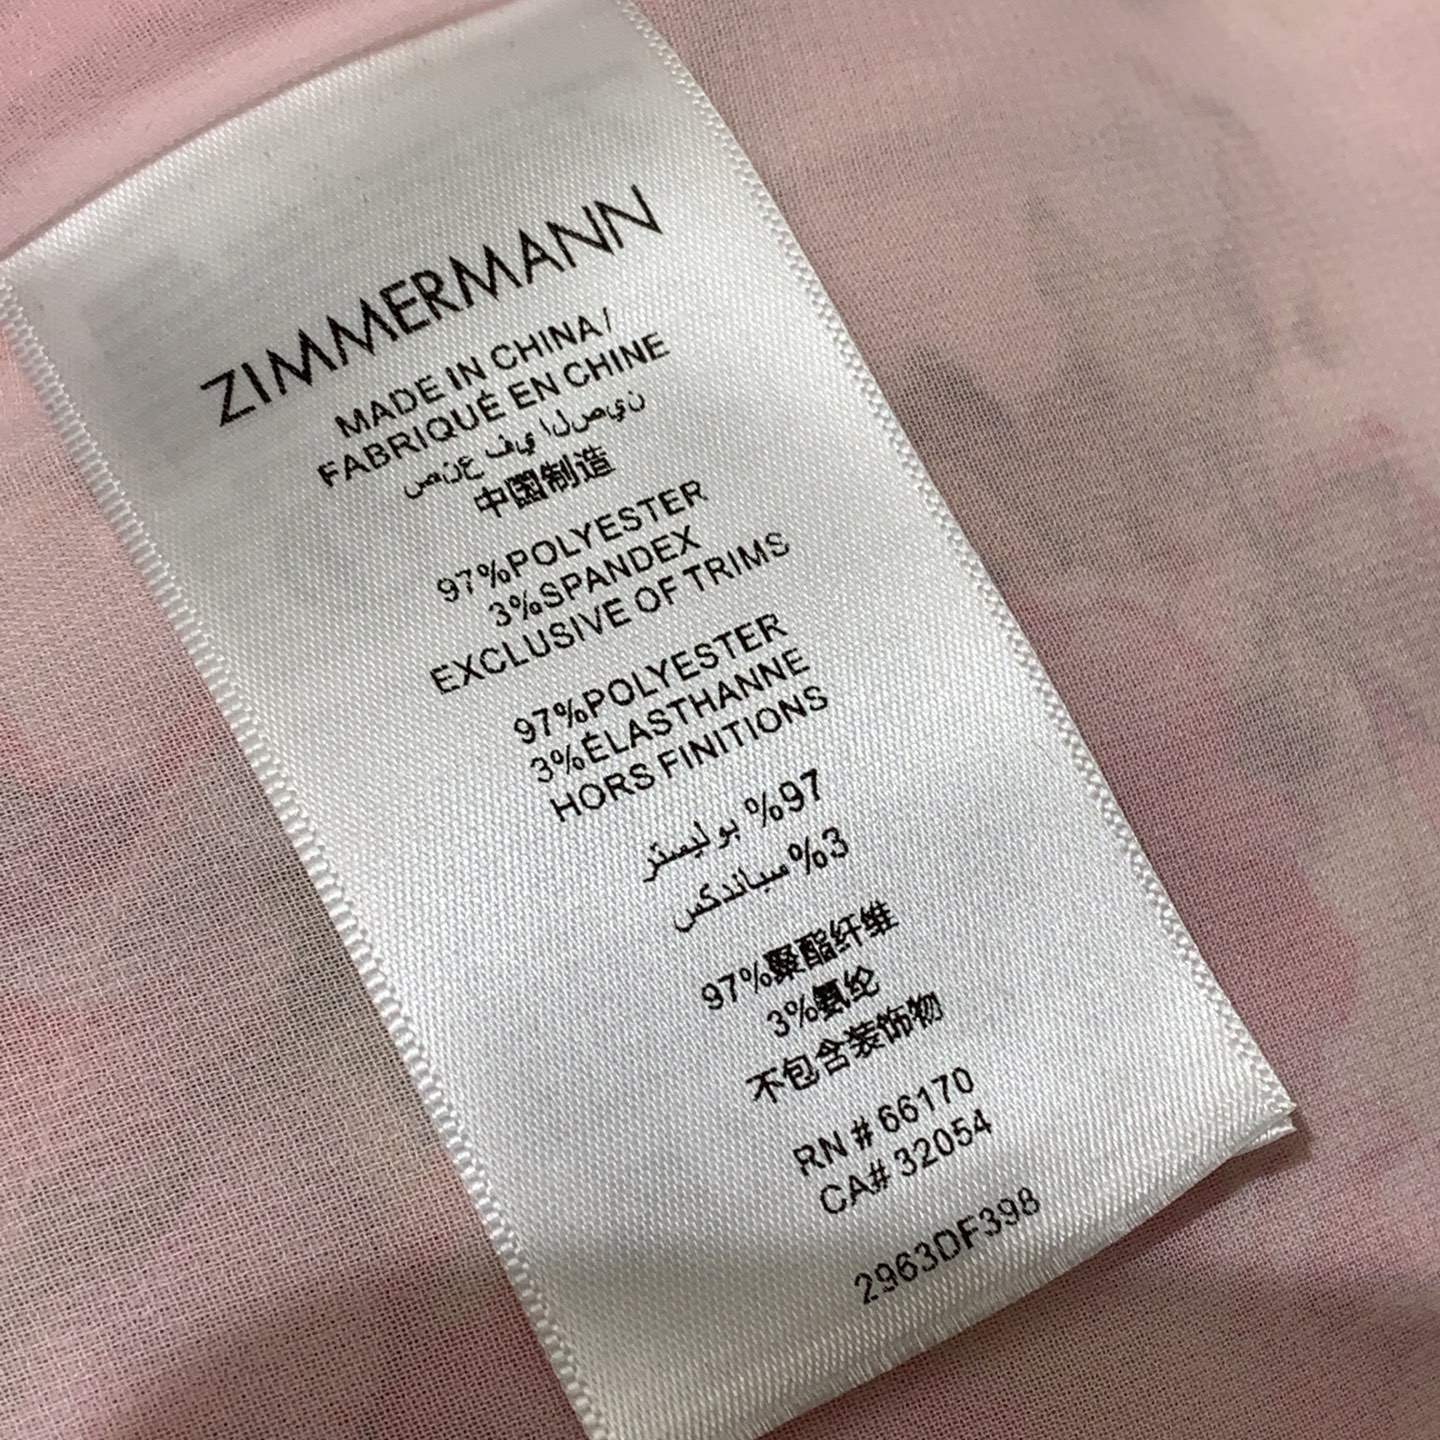 ZIMMERMANN
MADE IN CHINA/
FABRIQUÉ EN CHINE
صنع في الصين
中国制造
97%POLYESTER
3%SPANDEX
EXCLUSIVE OF TRIMS
97%POLYESTER
3%ÉLASTHANNE
HORS FINITIONS
97% بوليستر
3% سباندكس
97%聚酯纤维
3%氨纶
不包含装饰物
RN # 66170
CA# 32054
2963DF398